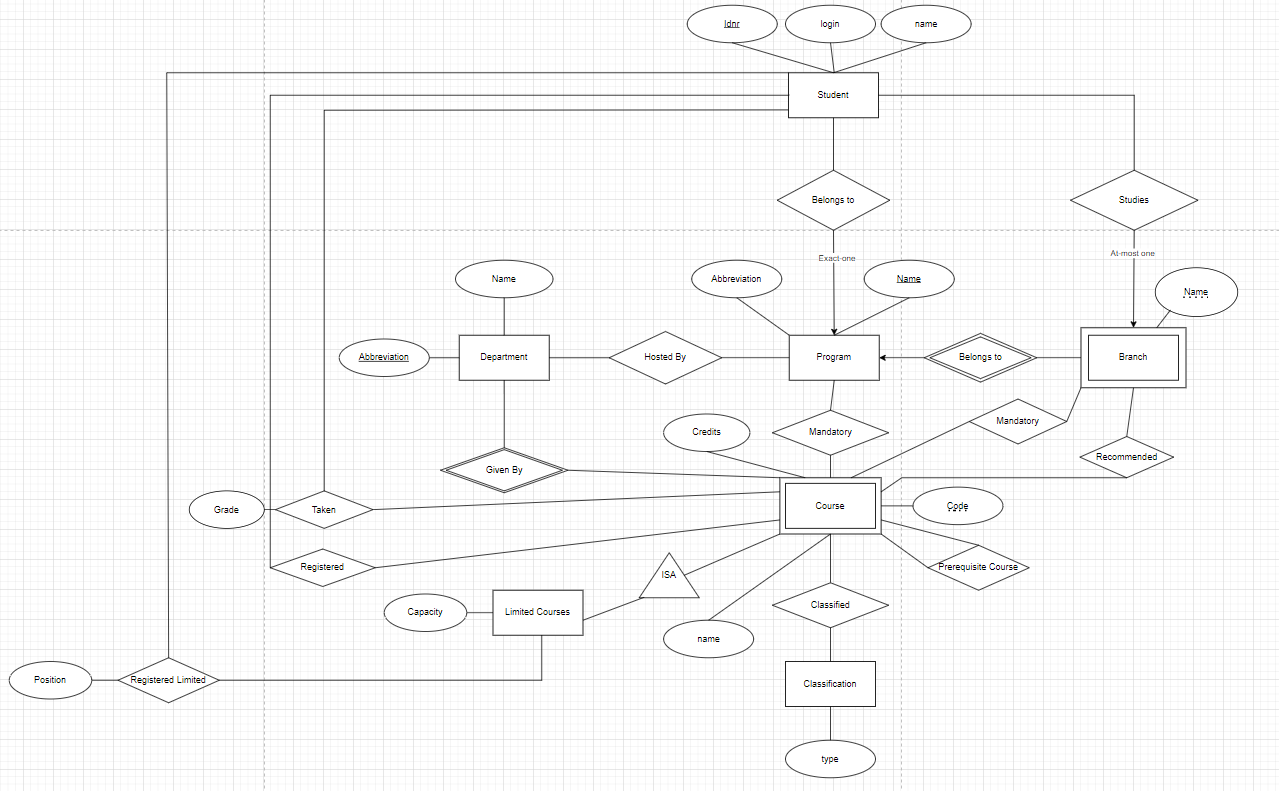 Idnr
login
name
Student
Belongs to
Studies
Exact one
At-most one
Name
Abbreviation
Name
Name
Abbreviation
Department
Hosted By
Program
Belongs to
Branch
Credits
Mandatory
Mandatory
Recommended
Given By
Grade
Taken
Course
Code
Registered
ISA
Prerequisite Course
Capacity
Limited Courses
Classified
name
Position
Registered Limited
Classification
type